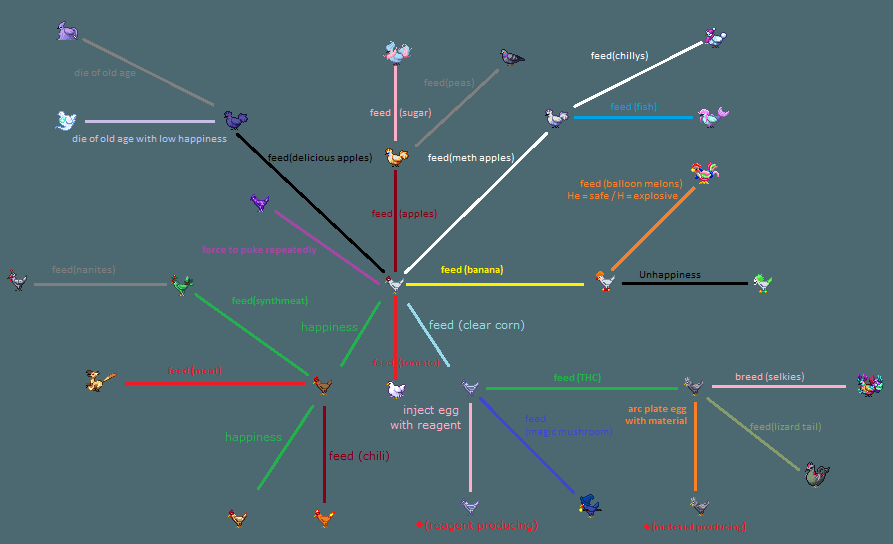 feed(chillys)
die of old age
feed(peas)
feed (sugar)
feed (fish)
die of old age with low happiness
feed(delicious apples)
feed(meth apples)
feed (balloon melons)
He = safe / H = explosive
feed (apples)
force to puke repeatedly
feed(nanites)
feed (banana)
Unhappiness
feed(synthmeat)
happiness
feed (clear corn)
feed (tomato)
feed(meat)
feed (THC)
breed (selkies)
inject egg
with reagent
arc plate egg
with material
feed
(magic mushroom)
feed(lizard tail)
happiness
feed (chili)
*(reagent producing)
*(material producing)